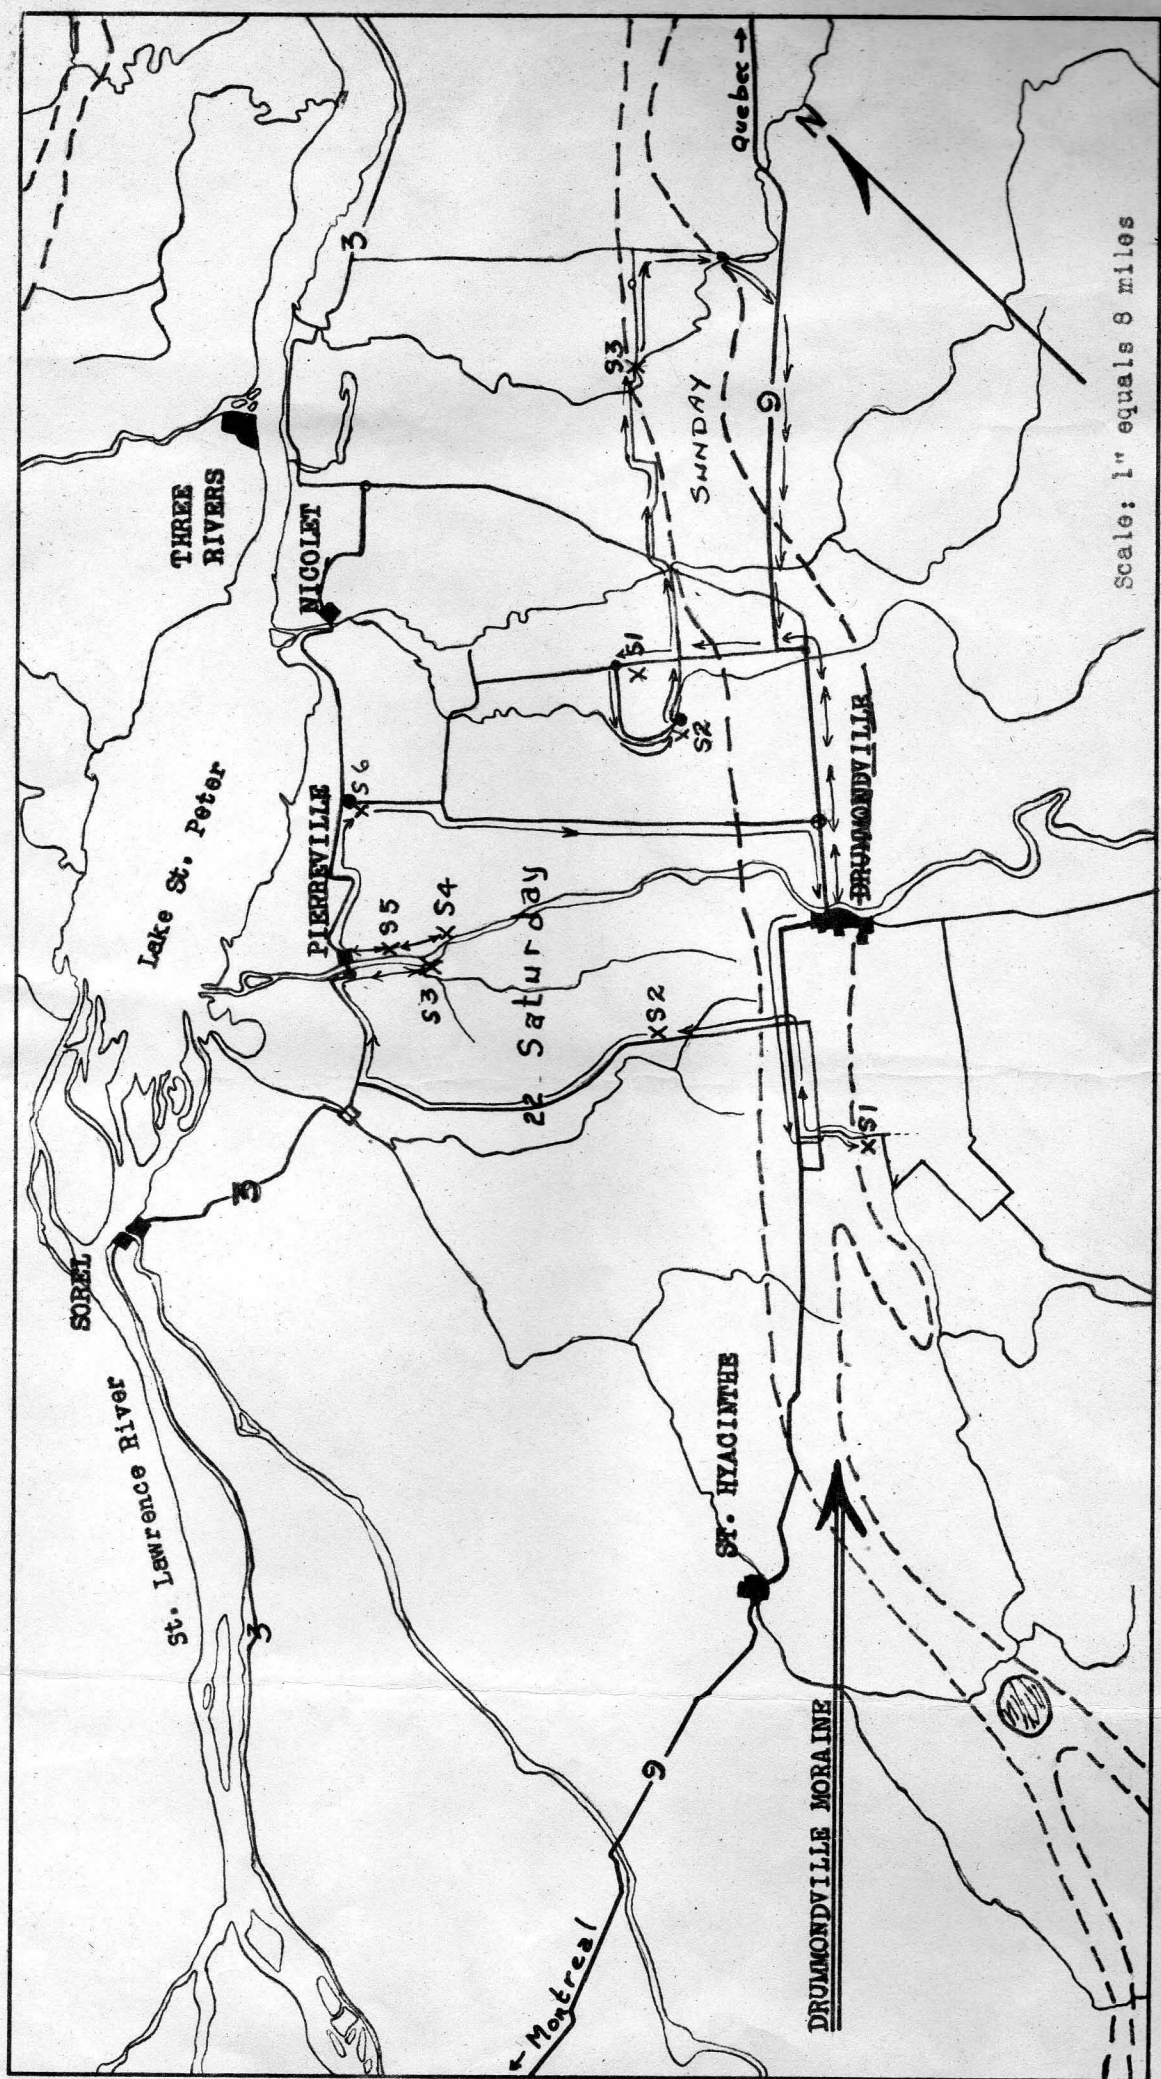 THREE
RIVERS
NICOLET
Lake St. Peter
PIERREVILLE
SOREL
St. Lawrence River
3
3
3
Quebec →
N
S3
SUNDAY
9
S1
S2
S6
S5
S4
S3
22
Saturday
S2
S1
DRUMMONDVILLE
ST. HYACINTHE
9
← Montreal
DRUMMONDVILLE MORAINE
Scale: 1" equals 8 miles